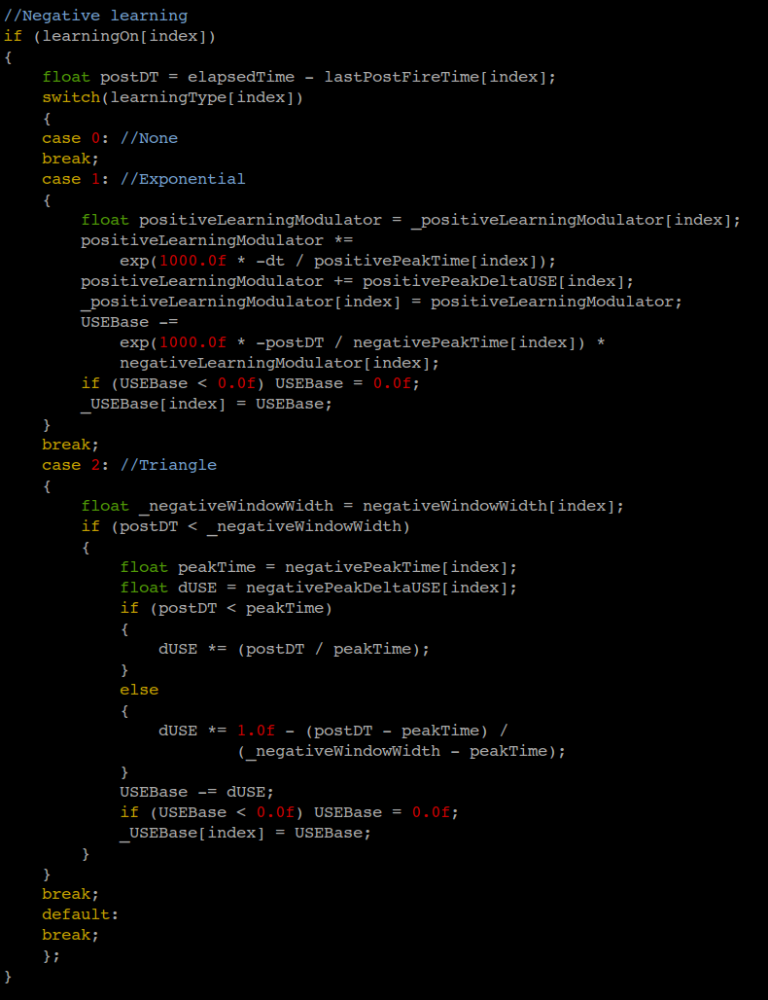 //Negative learning
if (learningOn[index])
{
    float postDT = elapsedTime - lastPostFireTime[index];
    switch(learningType[index])
    {
    case 0: //None
    break;
    case 1: //Exponential
    {
        float positiveLearningModulator = _positiveLearningModulator[index];
        positiveLearningModulator *=
            exp(1000.0f * -dt / positivePeakTime[index]);
        positiveLearningModulator += positivePeakDeltaUSE[index];
        _positiveLearningModulator[index] = positiveLearningModulator;
        USEBase -=
            exp(1000.0f * -postDT / negativePeakTime[index]) *
            negativeLearningModulator[index];
        if (USEBase < 0.0f) USEBase = 0.0f;
        _USEBase[index] = USEBase;
    }
    break;
    case 2: //Triangle
    {
        float _negativeWindowWidth = negativeWindowWidth[index];
        if (postDT < _negativeWindowWidth)
        {
            float peakTime = negativePeakTime[index];
            float dUSE = negativePeakDeltaUSE[index];
            if (postDT < peakTime)
            {
                dUSE *= (postDT / peakTime);
            }
            else
            {
                dUSE *= 1.0f - (postDT - peakTime) /
                        (_negativeWindowWidth - peakTime);
            }
            USEBase -= dUSE;
            if (USEBase < 0.0f) USEBase = 0.0f;
            _USEBase[index] = USEBase;
        }
    }
    break;
    default:
    break;
    };
}